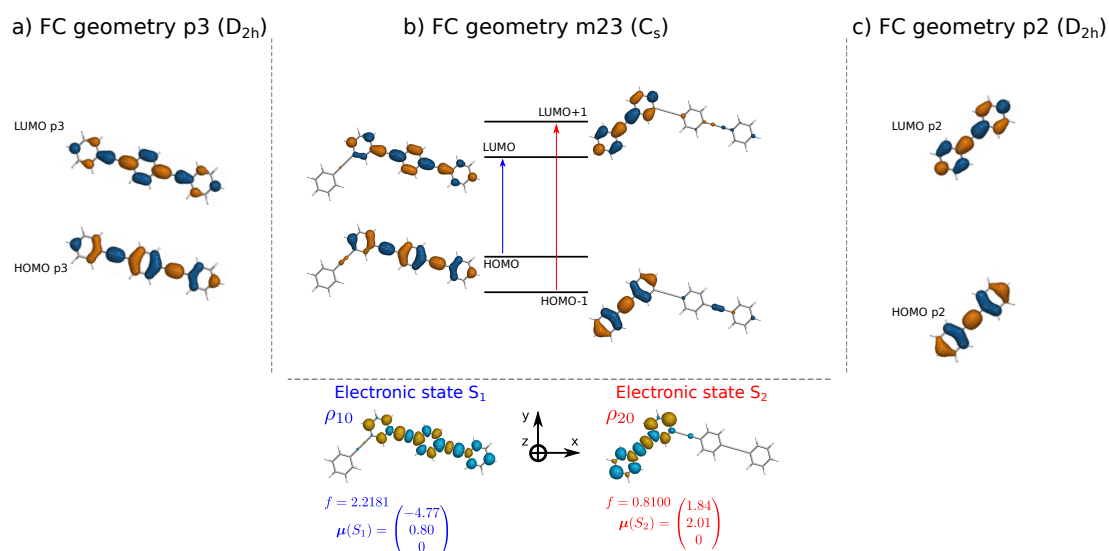 a) FC geometry p3 (D2h)
b) FC geometry m23 (Cs)
c) FC geometry p2 (D2h)
LUMO p3
HOMO p3
LUMO+1
LUMO
HOMO
HOMO-1
LUMO p2
HOMO p2
Electronic state S1
ρ10
f = 2.2181
μ(S1) = (−4.77
0.80
0)
y
z
x
Electronic state S2
ρ20
f = 0.8100
μ(S2) = (1.84
2.01
0)